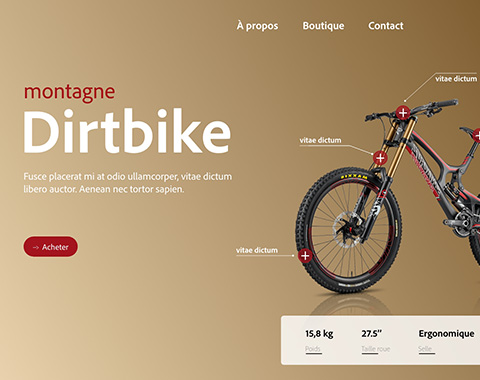 À propos Boutique Contact
vitae dictum
montagne
Dirtbike
vitae dictum
Fusce placerat mi at odio ullamcorper, vitae dictum
libero auctor. Aenean nec tortor sapien.
→ Acheter
vitae dictum
15,8 kg 27.5″ Ergonomique
Poids Taille roue Selle